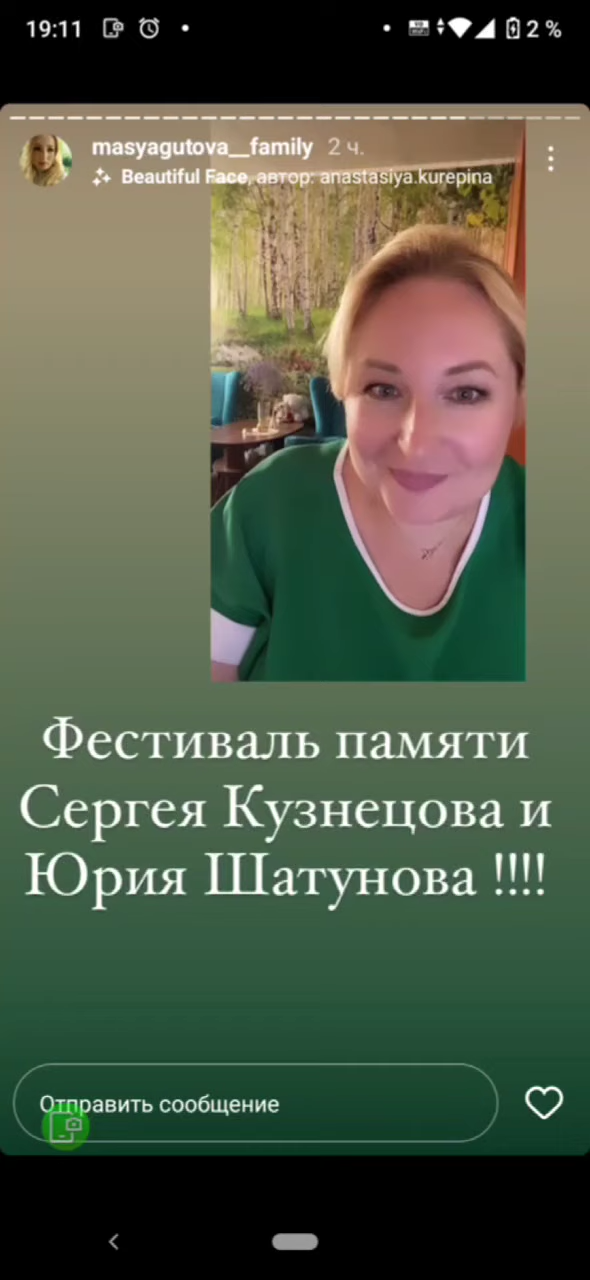 19:11
2 %
masyagutova__family 2 ч.
Beautiful Face, автор: anastasiya.kurepina
Фестиваль памяти
Сергея Кузнецова и
Юрия Шатунова !!!!
Отправить сообщение